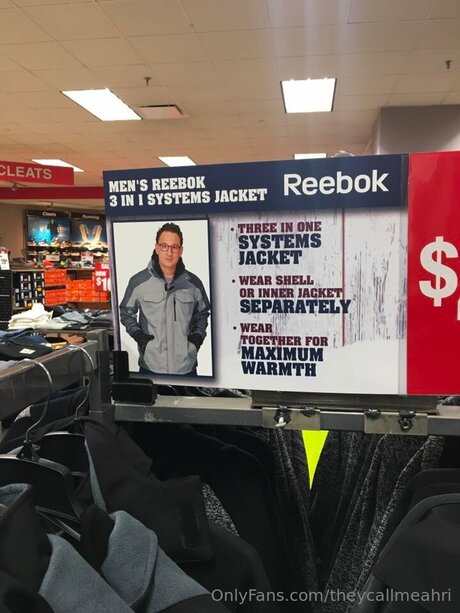 CLEATS
MEN'S REEBOK
3 IN 1 SYSTEMS JACKET
Reebok
• THREE IN ONE
SYSTEMS
JACKET
• WEAR SHELL
OR INNER JACKET
SEPARATELY
• WEAR
TOGETHER FOR
MAXIMUM
WARMTH
$
OnlyFans.com/theycallmeahri